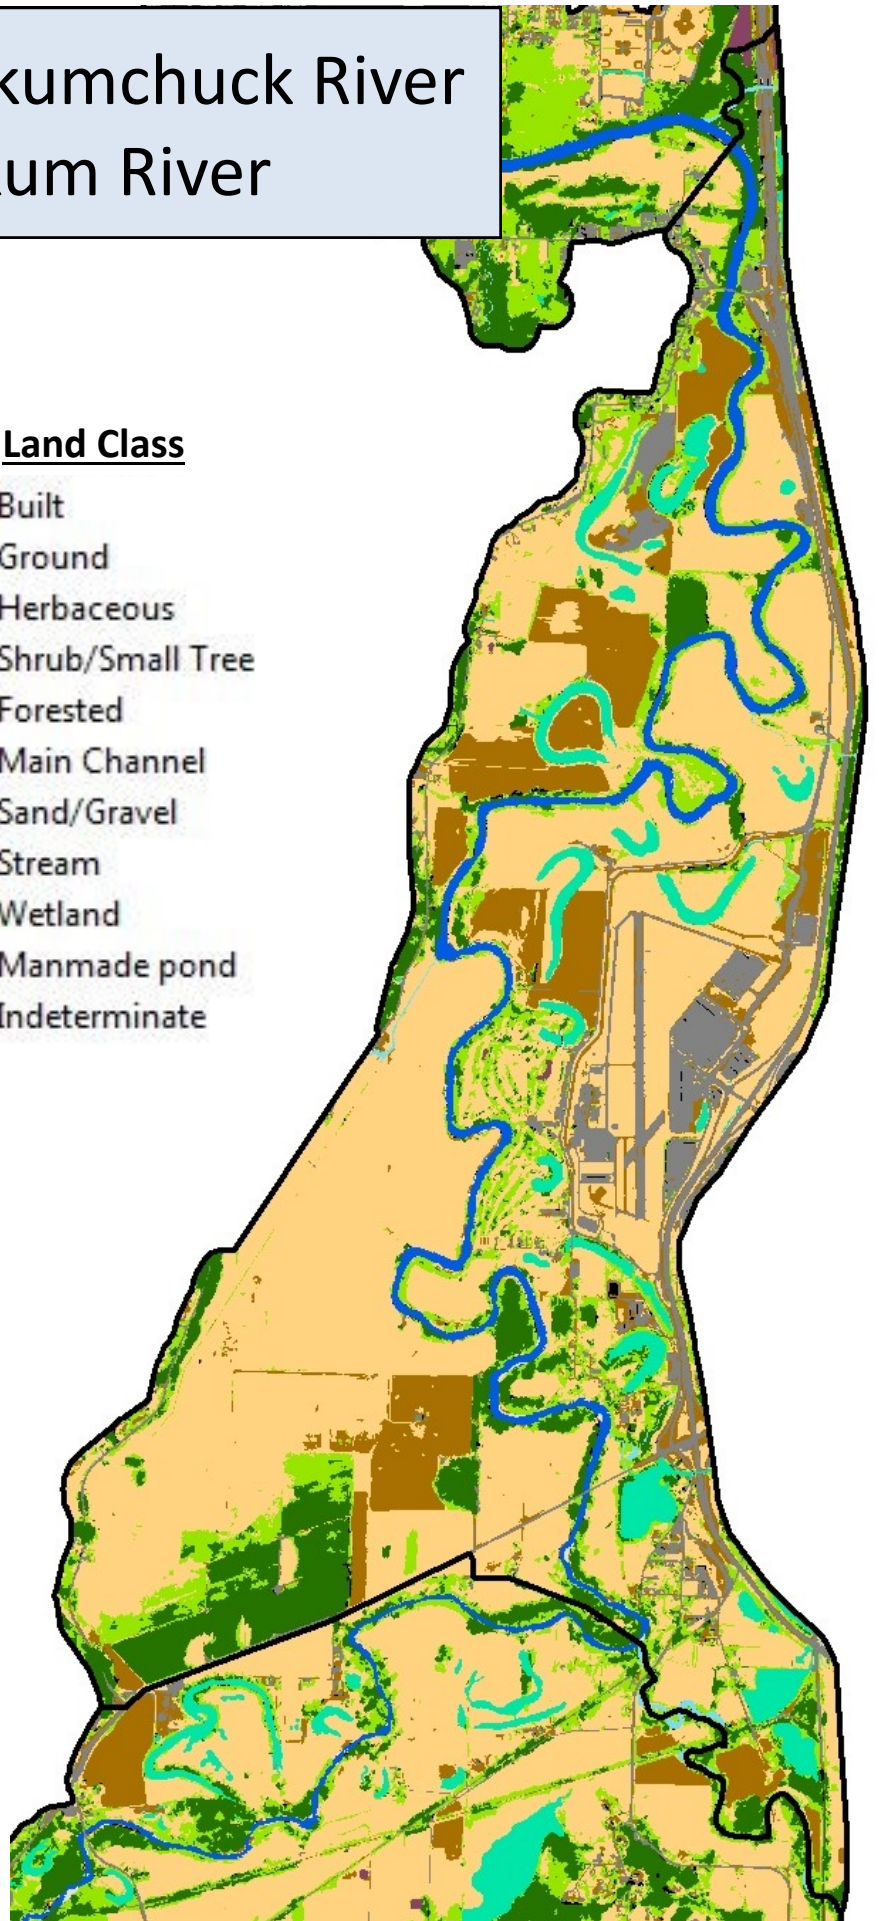 kumchuck River
um River
Land Class
Built
Ground
Herbaceous
Shrub/Small Tree
Forested
Main Channel
Sand/Gravel
Stream
Wetland
Manmade pond
Indeterminate